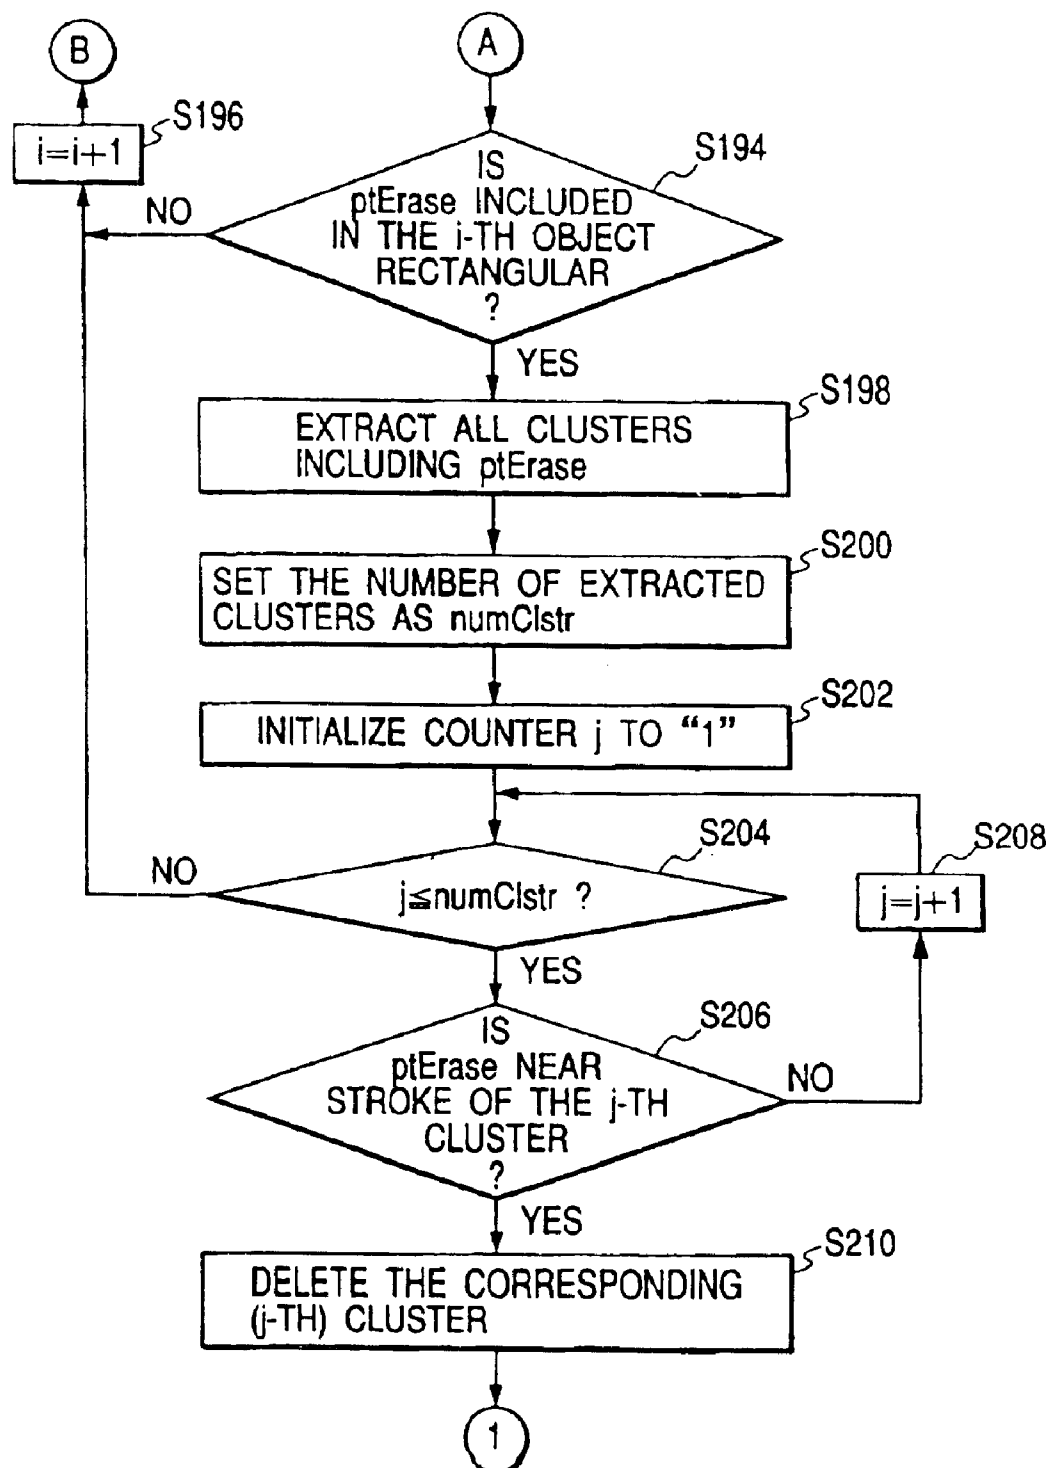 B
A
S196
i=i+1
S194
IS
ptErase INCLUDED
IN THE i-TH OBJECT
RECTANGULAR
?
NO
YES
S198
EXTRACT ALL CLUSTERS
INCLUDING ptErase
S200
SET THE NUMBER OF EXTRACTED
CLUSTERS AS numClstr
S202
INITIALIZE COUNTER j TO “1”
S204
j≦numClstr ?
NO
S208
j=j+1
YES
S206
IS
ptErase NEAR
STROKE OF THE j-TH
CLUSTER
?
NO
YES
S210
DELETE THE CORRESPONDING
(j-TH) CLUSTER
1